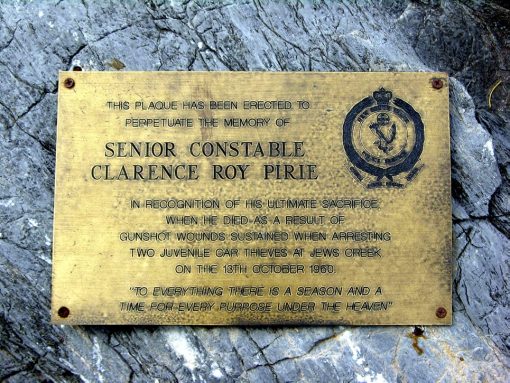 THIS PLAQUE HAS BEEN ERECTED TO
PERPETUATE THE MEMORY OF
SENIOR CONSTABLE
CLARENCE ROY PIRIE
IN RECOGNITION OF HIS ULTIMATE SACRIFICE
WHEN HE DIED AS A RESULT OF
GUNSHOT WOUNDS SUSTAINED WHEN ARRESTING
TWO JUVENILE CAR THIEVES AT JEWS CREEK
ON THE 13TH OCTOBER 1960.
"TO EVERYTHING THERE IS A SEASON AND A
TIME FOR EVERY PURPOSE UNDER THE HEAVEN"